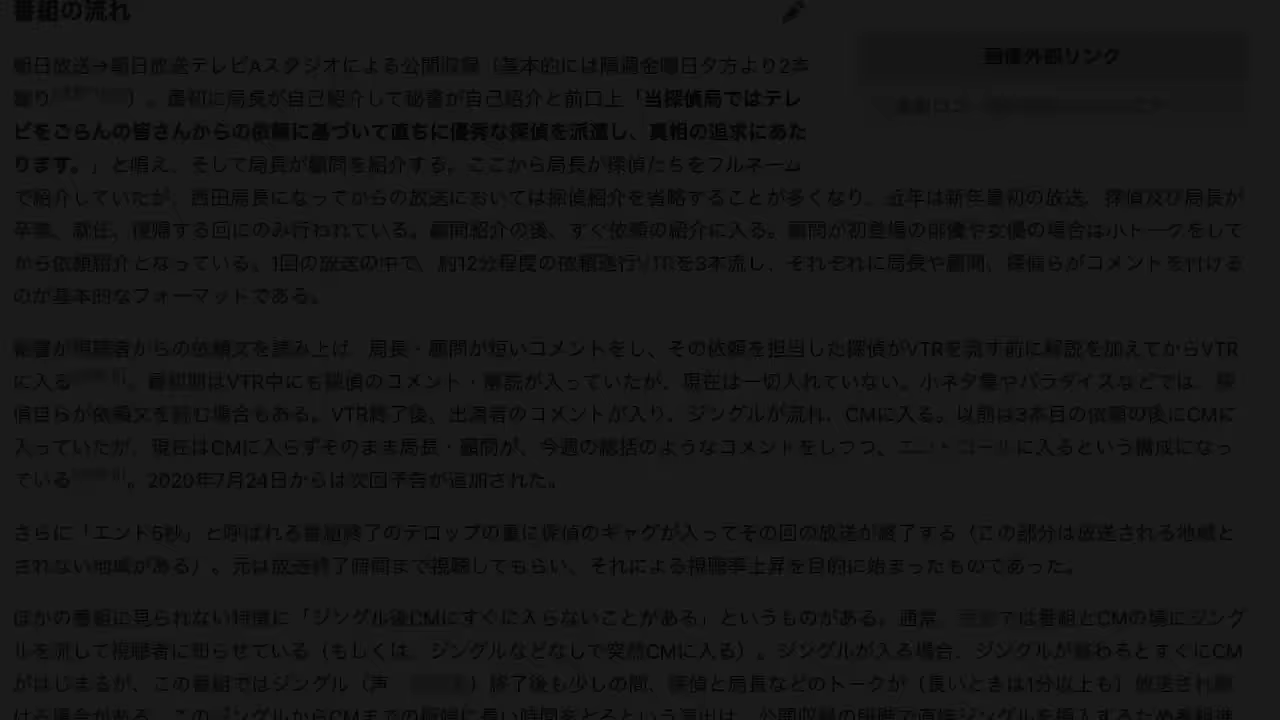 番組の流れ
画像外部リンク
朝日放送→朝日放送テレビAスタジオによる公開収録（基本的には隔週金曜日夕方より2本
撮り）。最初に局長が自己紹介して秘書が自己紹介と前口上「当探偵局ではテレ
ビをごらんの皆さんからの依頼に基づいて直ちに優秀な探偵を派遣し、真相の追求にあた
ります。」と唱え、そして局長が顧問を紹介する。ここから局長が探偵たちをフルネーム
で紹介していたが、西田局長になってからの放送においては探偵紹介を省略することが多くなり、近年は新年最初の放送、探偵及び局長が
卒業、就任、復帰する回にのみ行われている。顧問紹介の後、すぐ依頼の紹介に入る。顧問が初登場の俳優や女優の場合は小トークをして
から依頼紹介となっている。1回の放送の中で、約12分程度の依頼遂行VTRを3本流し、それぞれに局長や顧問、探偵らがコメントを付ける
のが基本的なフォーマットである。
秘書が視聴者からの依頼文を読み上げ、局長・顧問が短いコメントをし、その依頼を担当した探偵がVTRを流す前に解説を加えてからVTR
に入る。最初期はVTR中にも探偵のコメント・解説が入っていたが、現在は一切入れていない。小ネタ集やパラダイスなどでは、探
偵自らが依頼文を読む場合もある。VTR終了後、出演者のコメントが入り、ジングルが流れ、CMに入る。以前は3本目の依頼の後にCMに
入っていたが、現在はCMに入らずそのまま局長・顧問が、今週の総括のようなコメントをしつつ、エンドロールに入るという構成になっ
ている。2020年7月24日からは次回予告が追加された。
さらに「エンド5秒」と呼ばれる番組終了のテロップの裏に探偵のギャグが入ってその回の放送が終了する（この部分は放送される地域と
されない地域がある）。元は放送終了時間まで視聴してもらい、それによる視聴率上昇を目的に始まったものであった。
ほかの番組に見られない特徴に「ジングル後CMにすぐに入らないことがある」というものがある。通常、では番組とCMの境にジング
ルを流して視聴者に知らせている（もしくは、ジングルなどなしで突然CMに入る）。ジングルが入る場合、ジングルが終わるとすぐにCM
がはじまるが、この番組ではジングル（声）終了後も少しの間、探偵と局長などのトークが（長いときは1分以上も）放送され続
ける場合がある。このジングルからCMまでの